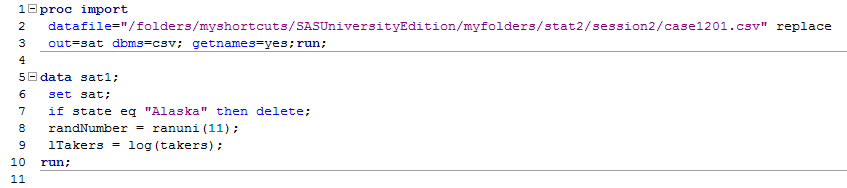 1 proc import
2 datafile="/folders/myshortcuts/SASUniversityEdition/myfolders/stat2/session2/case1201.csv" replace
3 out=sat dbms=csv; getnames=yes;run;
4
5 data sat1;
6 set sat;
7 if state eq "Alaska" then delete;
8 randNumber = ranuni(11);
9 lTakers = log(takers);
10 run;
11